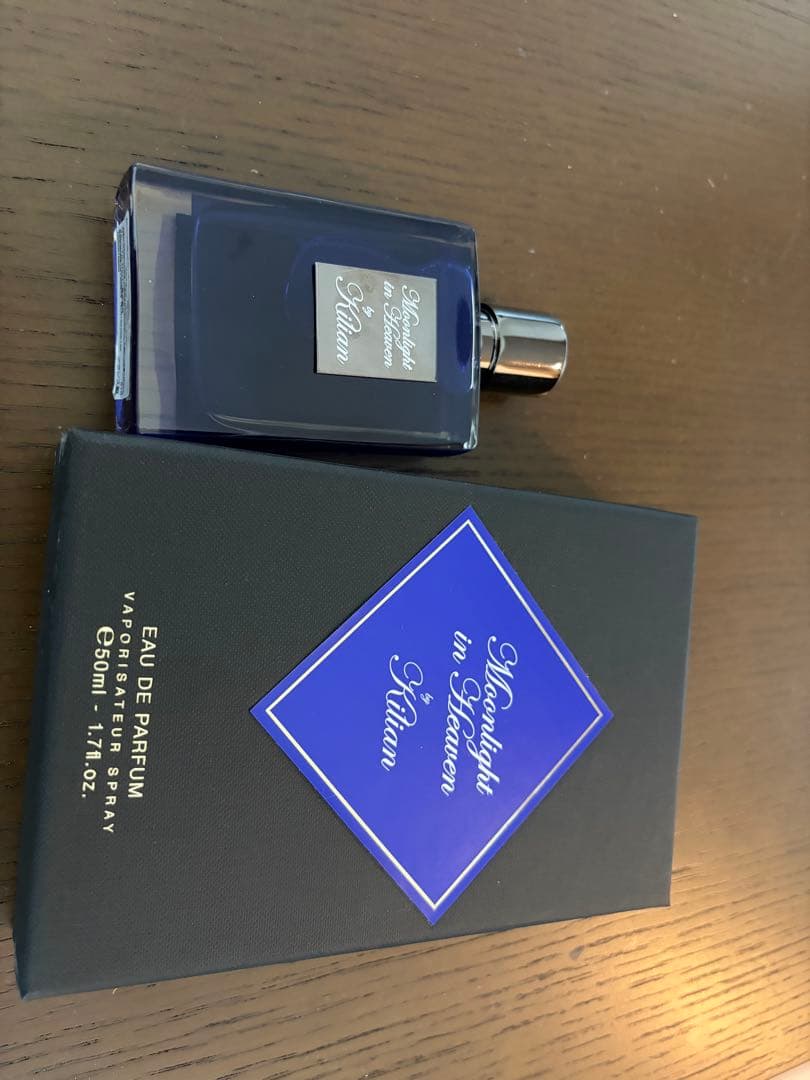 Moonlight
in Heaven
by
Kilian
Moonlight
in Heaven
by
Kilian
EAU DE PARFUM
VAPORISATEUR SPRAY
℮50ml - 1.7fl.oz.